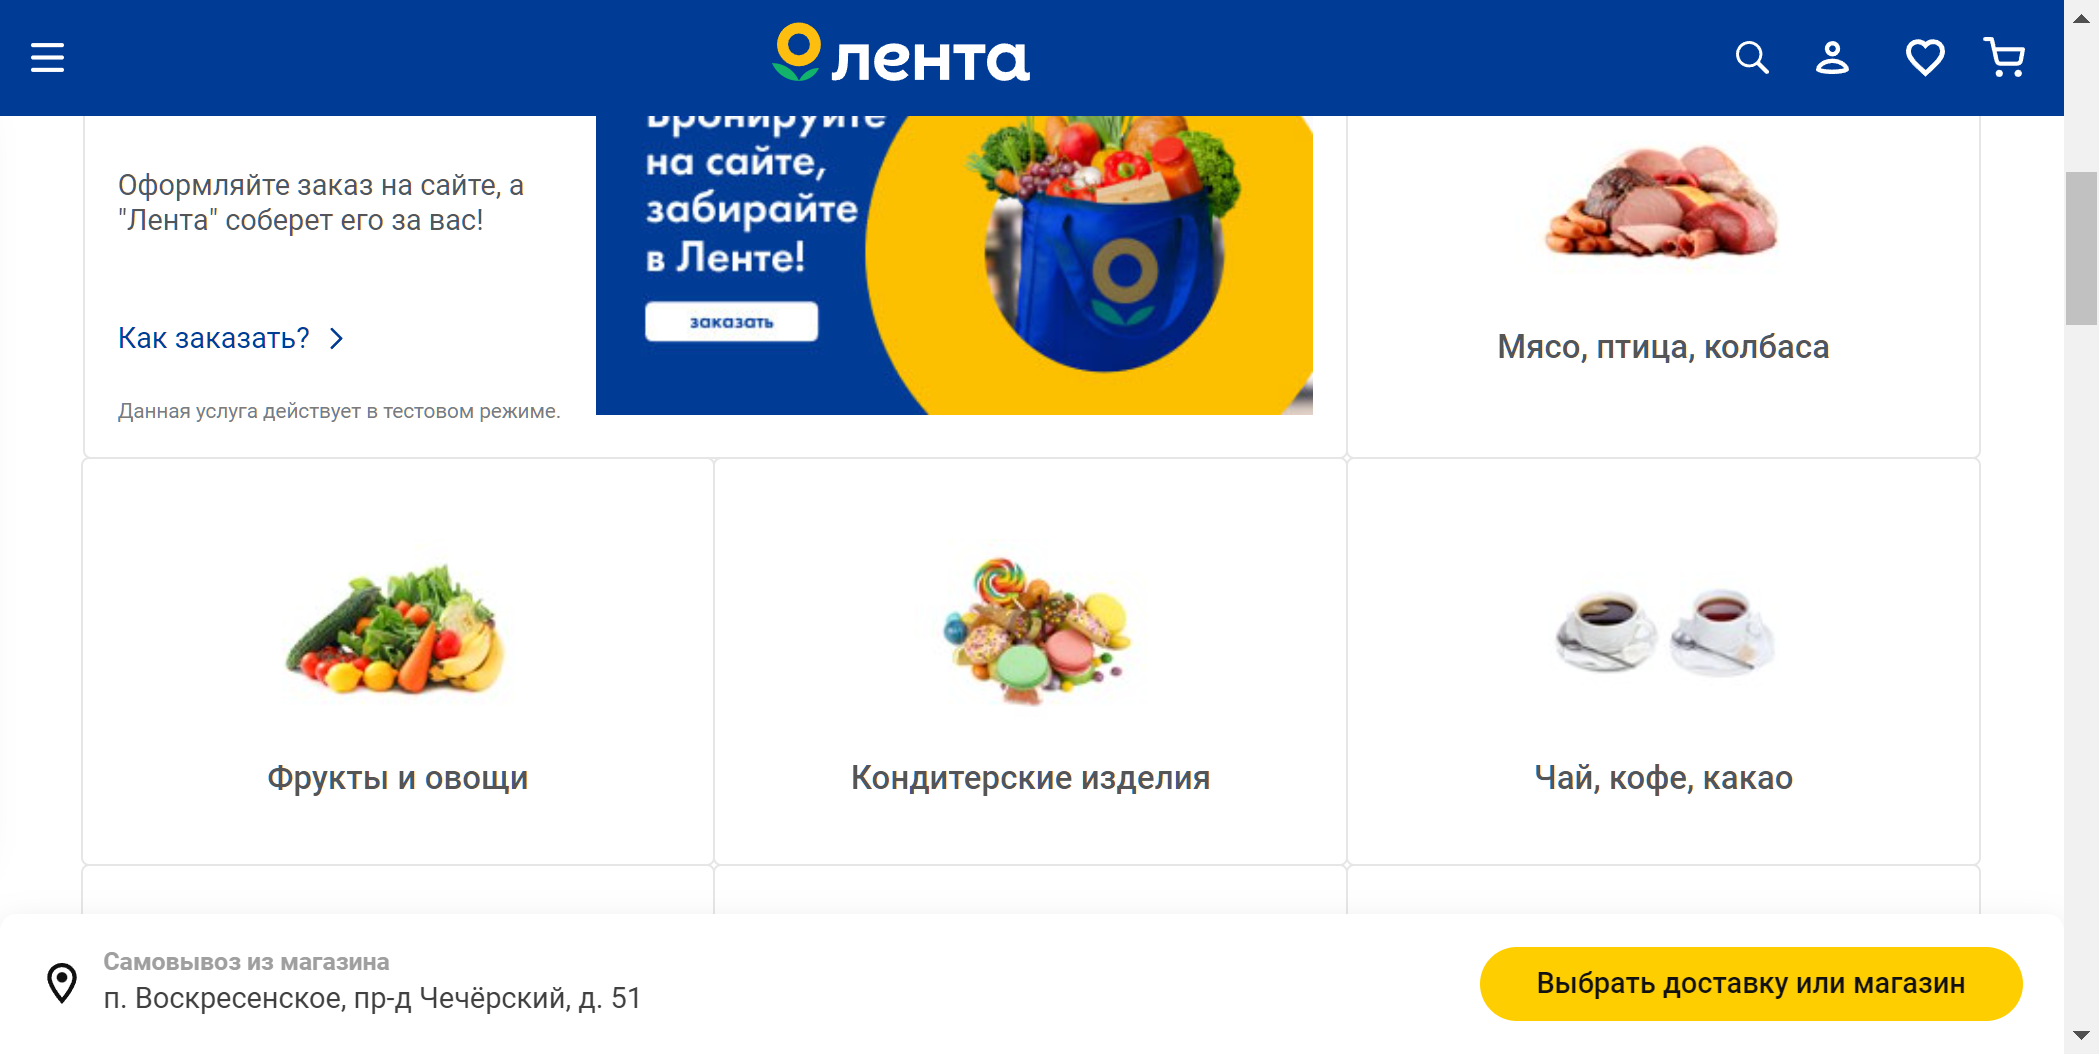 лента
Бронируйте
на сайте,
забирайте
в Ленте!
заказать
Оформляйте заказ на сайте, а
"Лента" соберет его за вас!
Как заказать?
Данная услуга действует в тестовом режиме.
Мясо, птица, колбаса
Фрукты и овощи
Кондитерские изделия
Чай, кофе, какао
Самовывоз из магазина
п. Воскресенское, пр-д Чечёрский, д. 51
Выбрать доставку или магазин